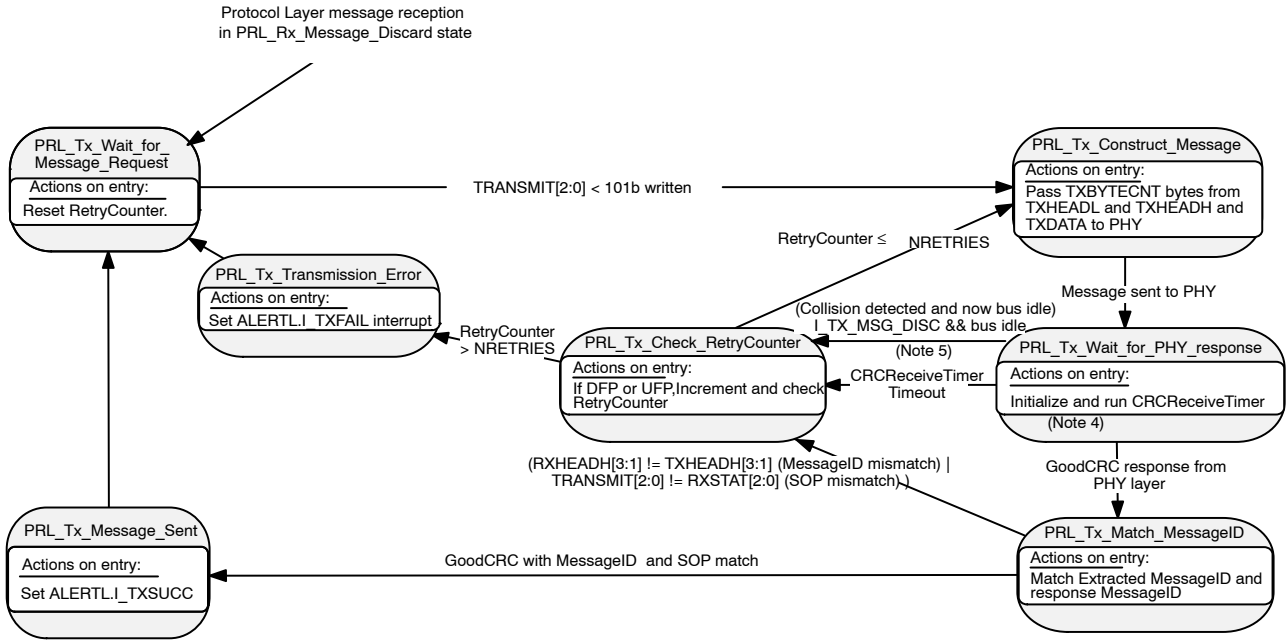 Protocol Layer message reception
in PRL_Rx_Message_Discard state
PRL_Tx_Wait_for_
Message_Request
Actions on entry:
Reset RetryCounter.
TRANSMIT[2:0] < 101b written
PRL_Tx_Construct_Message
Actions on entry:
Pass TXBYTECNT bytes from
TXHEADL and TXHEADH and
TXDATA to PHY
RetryCounter ≤ NRETRIES
PRL_Tx_Transmission_Error
Actions on entry:
Set ALERTL.I_TXFAIL interrupt
RetryCounter
> NRETRIES
Message sent to PHY
(Collision detected and now bus idle)
I_TX_MSG_DISC && bus idle
(Note 5)
PRL_Tx_Check_RetryCounter
Actions on entry:
If DFP or UFP,Increment and check
RetryCounter
CRCReceiveTimer
Timeout
PRL_Tx_Wait_for_PHY_response
Actions on entry:
Initialize and run CRCReceiveTimer
(Note 4)
(RXHEADH[3:1] != TXHEADH[3:1] (MessageID mismatch) |
TRANSMIT[2:0] != RXSTAT[2:0] (SOP mismatch) )
GoodCRC response from
PHY layer
PRL_Tx_Message_Sent
Actions on entry:
Set ALERTL.I_TXSUCC
GoodCRC with MessageID and SOP match
PRL_Tx_Match_MessageID
Actions on entry:
Match Extracted MessageID and
response MessageID